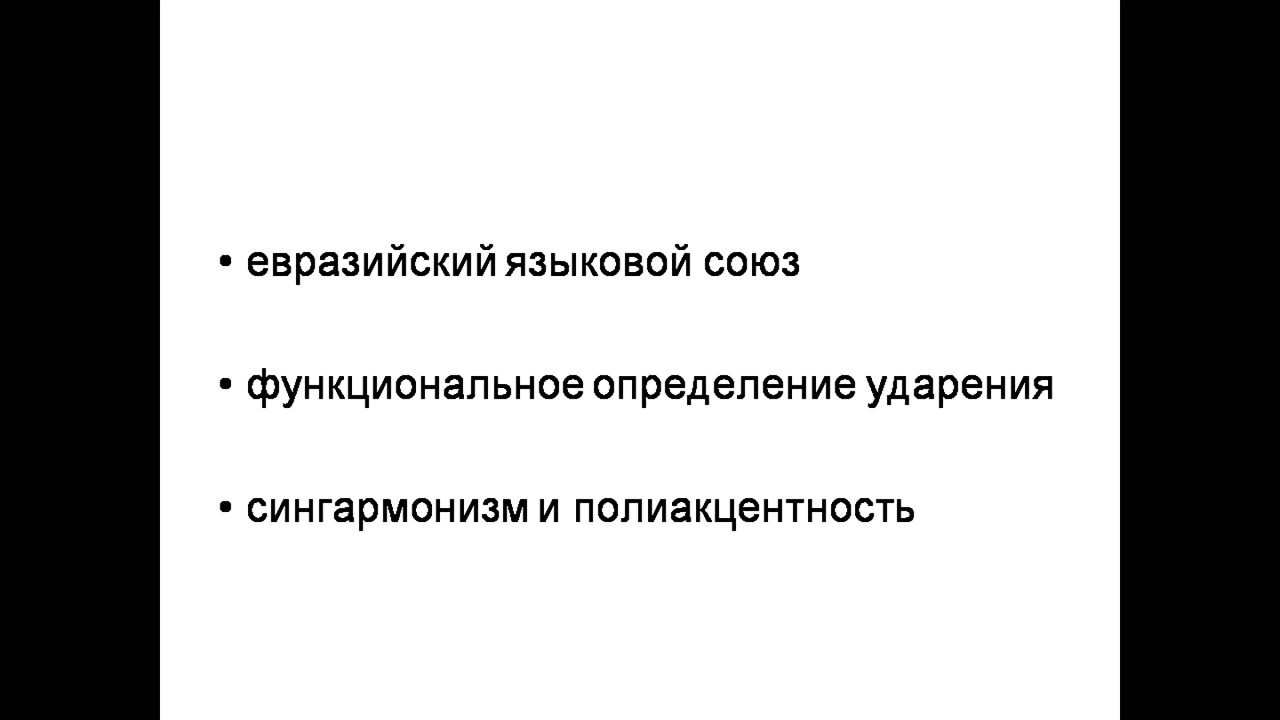 • евразийский языковой союз
• функциональное определение ударения
• сингармонизм и полиакцентность